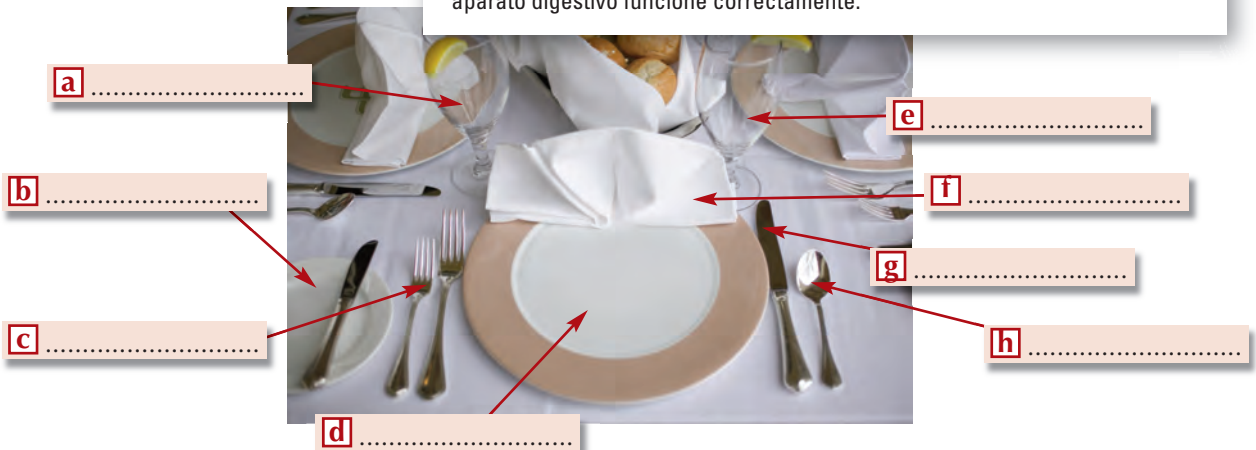 aparato digestivo funcione correctamente.
a ............................
e ............................
b ............................
f ............................
g ............................
c ............................
h ............................
d ............................